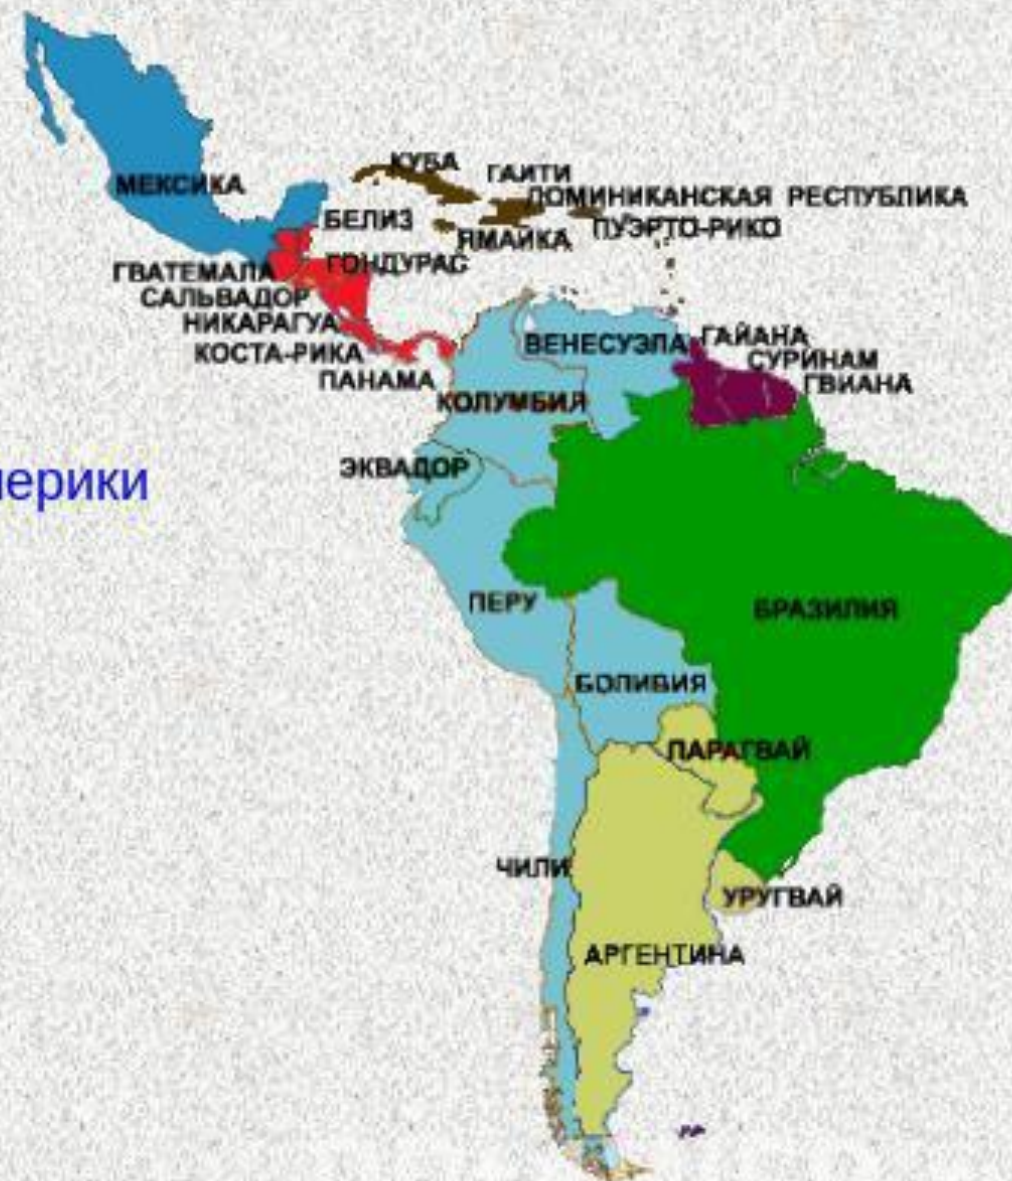 МЕКСИКА
КУБА
ГАИТИ
ДОМИНИКАНСКАЯ РЕСПУБЛИКА
БЕЛИЗ
ЯМАЙКА
ПУЭРТО-РИКО
ГВАТЕМАЛА
ГОНДУРАС
САЛЬВАДОР
НИКАРАГУА
КОСТА-РИКА
ПАНАМА
ВЕНЕСУЭЛА
ГАЙАНА
СУРИНАМ
ГВИАНА
КОЛУМБИЯ
ЭКВАДОР
ерики
ПЕРУ
БРАЗИЛИЯ
БОЛИВИЯ
ПАРАГВАЙ
ЧИЛИ
УРУГВАЙ
АРГЕНТИНА